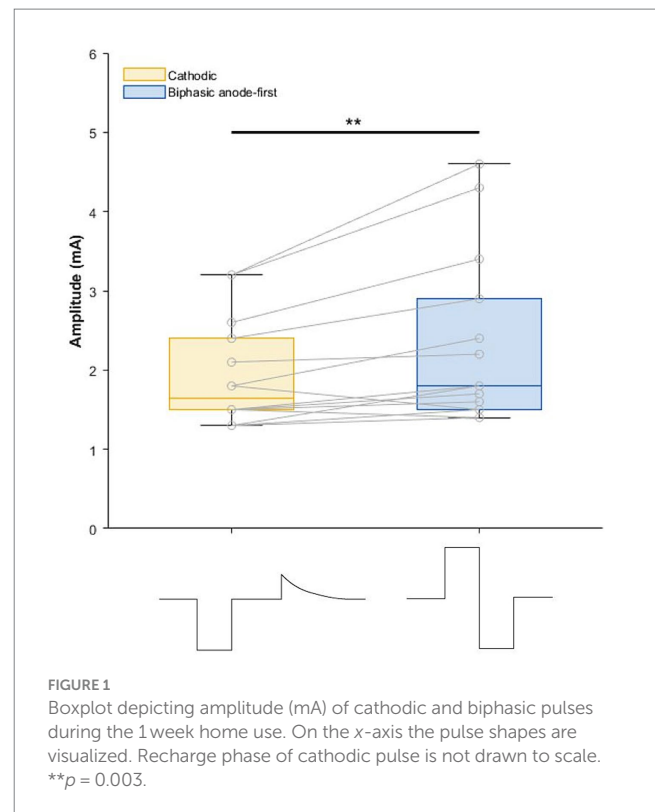 6
Cathodic
Biphasic anode-first
**
5
4
3
2
1
0
Amplitude (mA)
FIGURE 1
Boxplot depicting amplitude (mA) of cathodic and biphasic pulses
during the 1 week home use. On the x-axis the pulse shapes are
visualized. Recharge phase of cathodic pulse is not drawn to scale.
**p = 0.003.